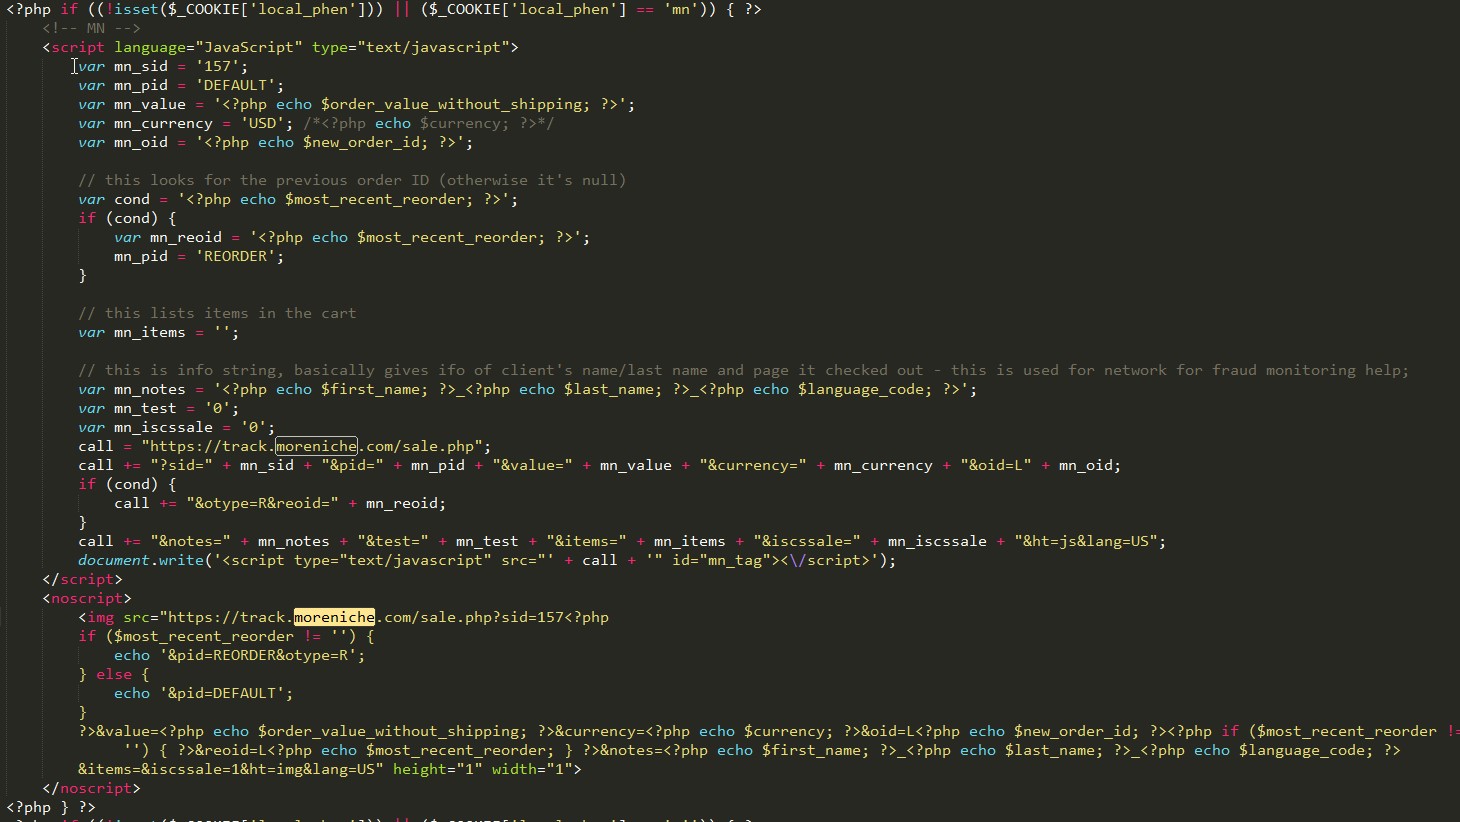 <?php if ((!isset($_COOKIE['local_phen'])) || ($_COOKIE['local_phen'] == 'mn')) { ?>
<!-- MN -->
<script language="JavaScript" type="text/javascript">
var mn_sid = '157';
var mn_pid = 'DEFAULT';
var mn_value = '<?php echo $order_value_without_shipping; ?>';
var mn_currency = 'USD'; /*<?php echo $currency; ?>*/
var mn_oid = '<?php echo $new_order_id; ?>';
// this looks for the previous order ID (otherwise it's null)
var cond = '<?php echo $most_recent_reorder; ?>';
if (cond) {
var mn_reoid = '<?php echo $most_recent_reorder; ?>';
mn_pid = 'REORDER';
}
// this lists items in the cart
var mn_items = '';
// this is info string, basically gives ifo of client's name/last name and page it checked out - this is used for network for fraud monitoring help;
var mn_notes = '<?php echo $first_name; ?>_<?php echo $last_name; ?>_<?php echo $language_code; ?>';
var mn_test = '0';
var mn_iscssale = '0';
call = "https://track.moreniche.com/sale.php";
call += "?sid=" + mn_sid + "&pid=" + mn_pid + "&value=" + mn_value + "&currency=" + mn_currency + "&oid=L" + mn_oid;
if (cond) {
call += "&otype=R&reoid=" + mn_reoid;
}
call += "&notes=" + mn_notes + "&test=" + mn_test + "&items=" + mn_items + "&iscssale=" + mn_iscssale + "&ht=js&lang=US";
document.write('<script type="text/javascript" src="' + call + '" id="mn_tag"><\/script>');
</script>
<noscript>
<img src="https://track.moreniche.com/sale.php?sid=157<?php
if ($most_recent_reorder != '') {
echo '&pid=REORDER&otype=R';
} else {
echo '&pid=DEFAULT';
}
?>&value=<?php echo $order_value_without_shipping; ?>&currency=<?php echo $currency; ?>&oid=L<?php echo $new_order_id; ?><?php if ($most_recent_reorder !=
'') { ?>&reoid=L<?php echo $most_recent_reorder; } ?>&notes=<?php echo $first_name; ?>_<?php echo $last_name; ?>_<?php echo $language_code; ?>
&items=&iscssale=1&ht=img&lang=US" height="1" width="1">
</noscript>
<?php } ?>